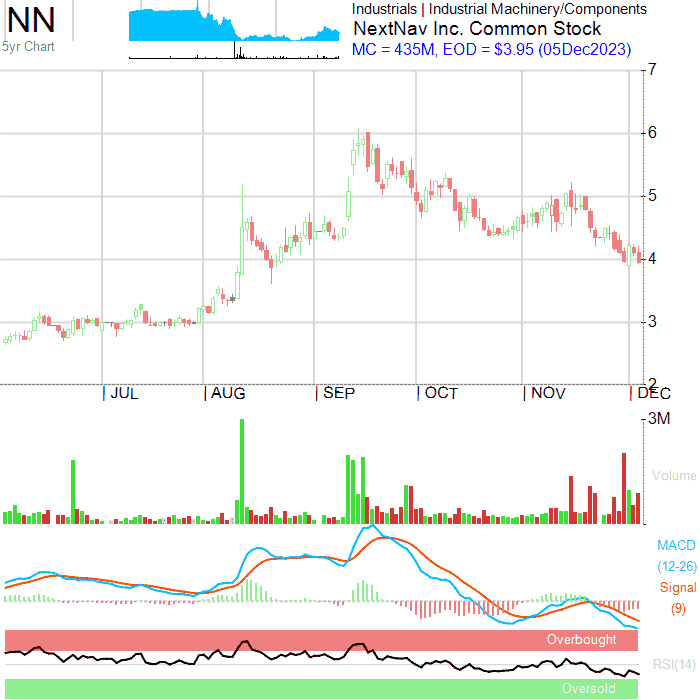 NN
5yr Chart
Industrials | Industrial Machinery/Components
NextNav Inc. Common Stock
MC = 435M, EOD = $3.95 (05Dec2023)
7
6
5
4
3
2
| JUL | AUG | SEP | OCT | NOV | DEC
3M
Volume
MACD
(12-26)
Signal
(9)
Overbought
RSI(14)
Oversold